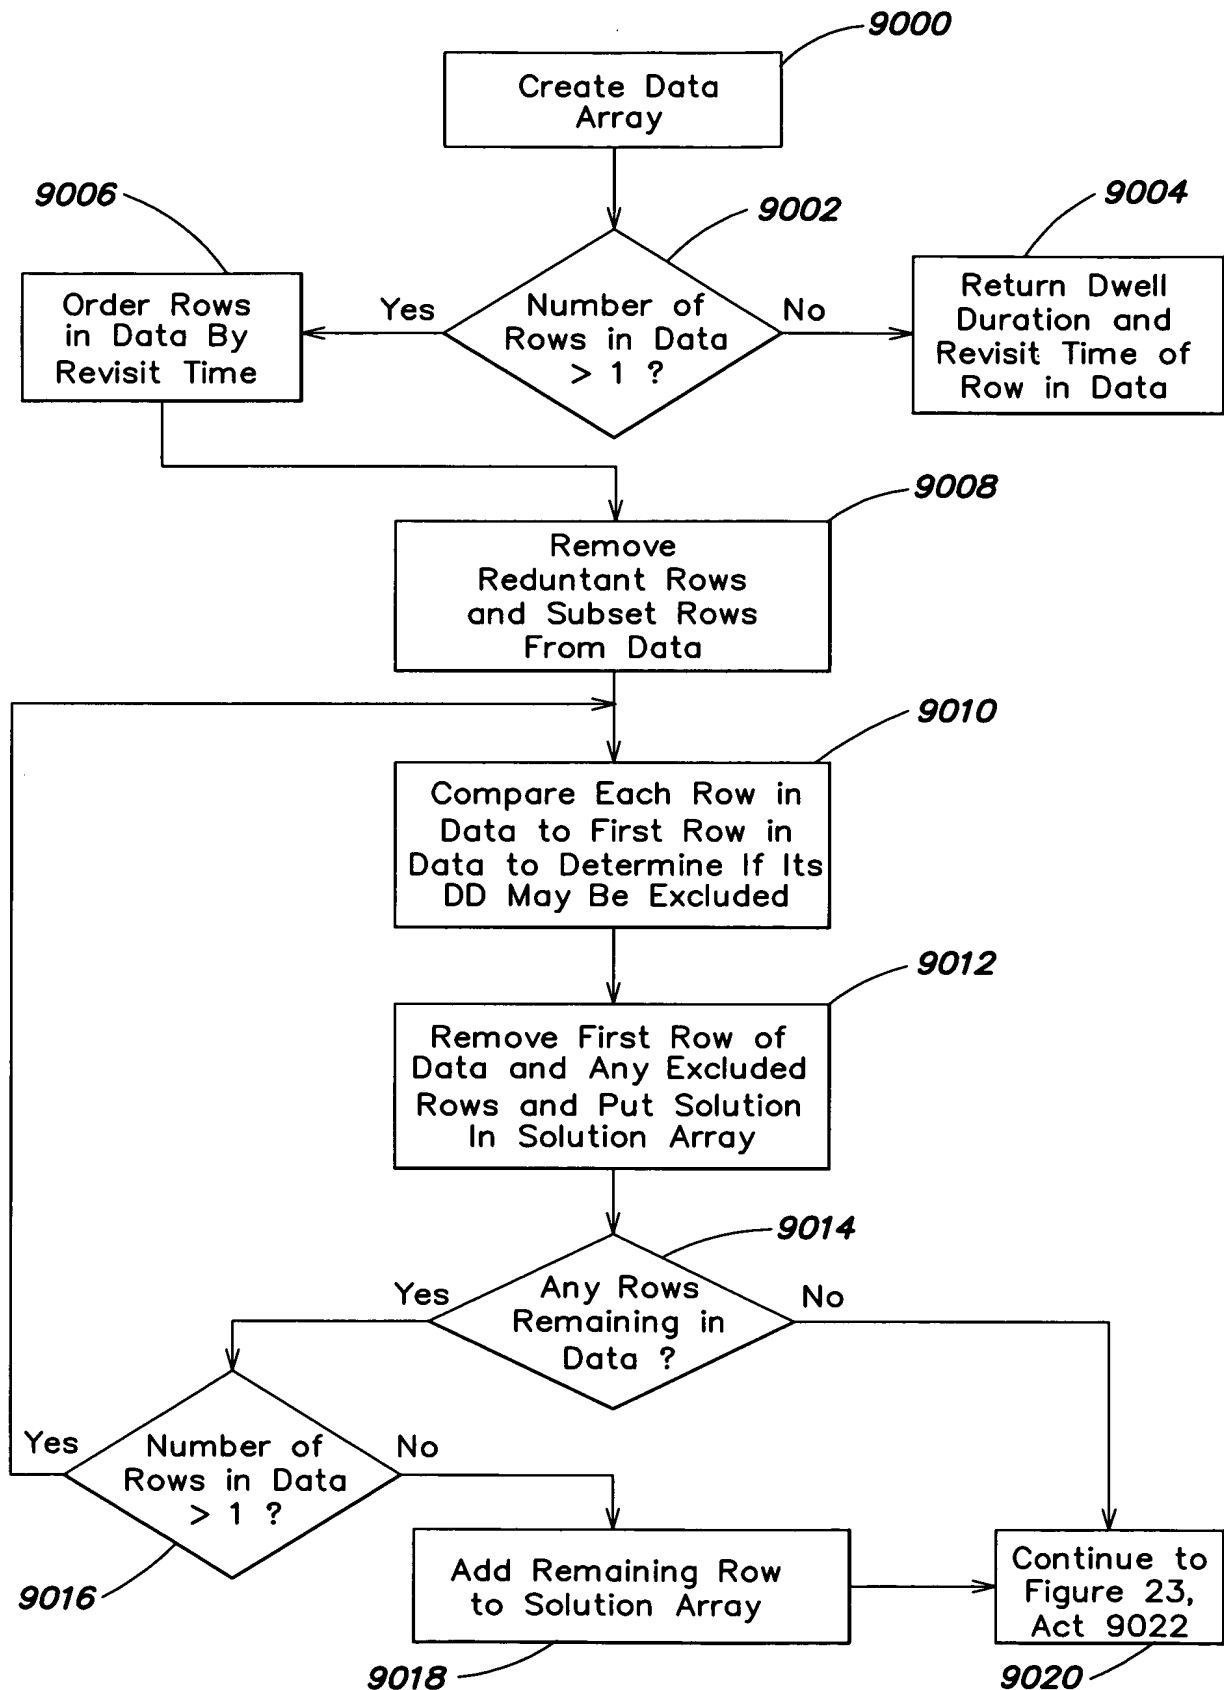 9000
Create Data
Array
9006
9002
9004
Order Rows
in Data By
Revisit Time
Yes
Number of
Rows in Data
> 1 ?
No
Return Dwell
Duration and
Revisit Time of
Row in Data
9008
Remove
Reduntant Rows
and Subset Rows
From Data
9010
Compare Each Row in
Data to First Row in
Data to Determine If Its
DD May Be Excluded
9012
Remove First Row of
Data and Any Excluded
Rows and Put Solution
In Solution Array
9014
Yes
Any Rows
Remaining in
Data ?
No
Yes
Number of
Rows in Data
> 1 ?
No
9016
Add Remaining Row
to Solution Array
9018
Continue to
Figure 23,
Act 9022
9020